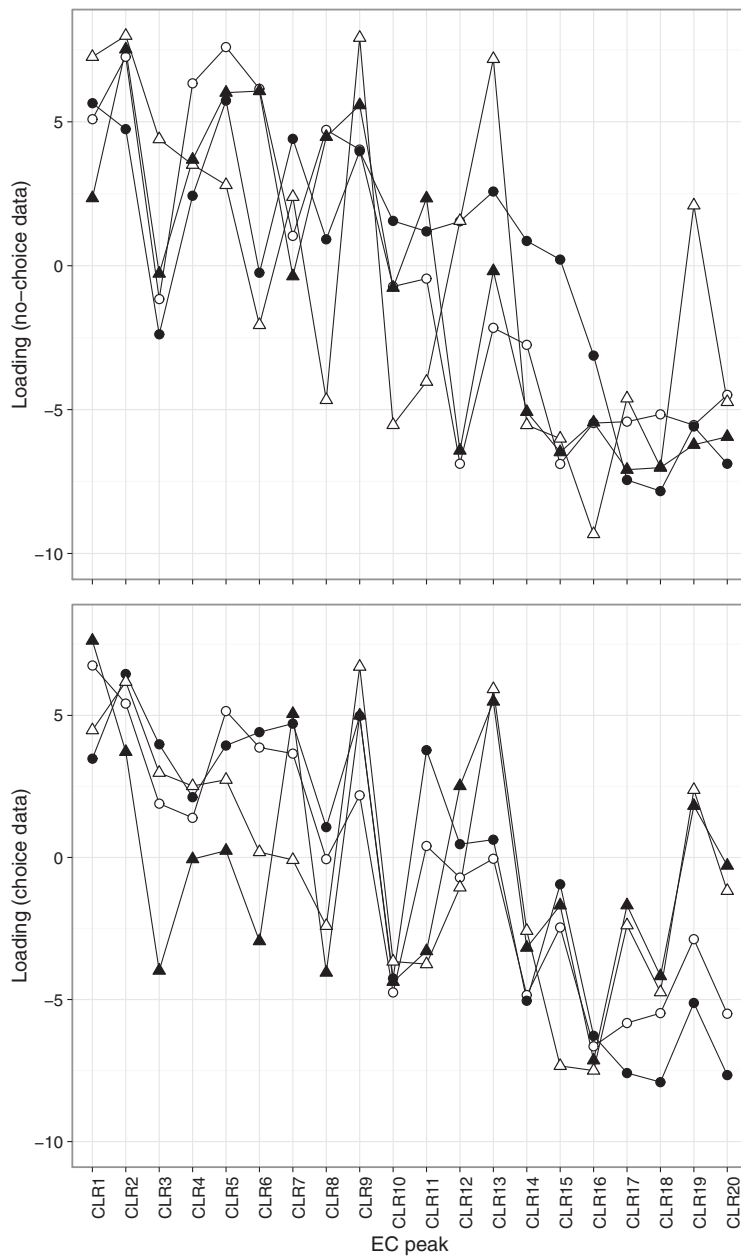 Loading (no−choice data)
5
0
−5
−10
Loading (choice data)
5
0
−5
−10
CLR1
CLR2
CLR3
CLR4
CLR5
CLR6
CLR7
CLR8
CLR9
CLR10
CLR11
CLR12
CLR13
CLR14
CLR15
CLR16
CLR17
CLR18
CLR19
CLR20
EC peak